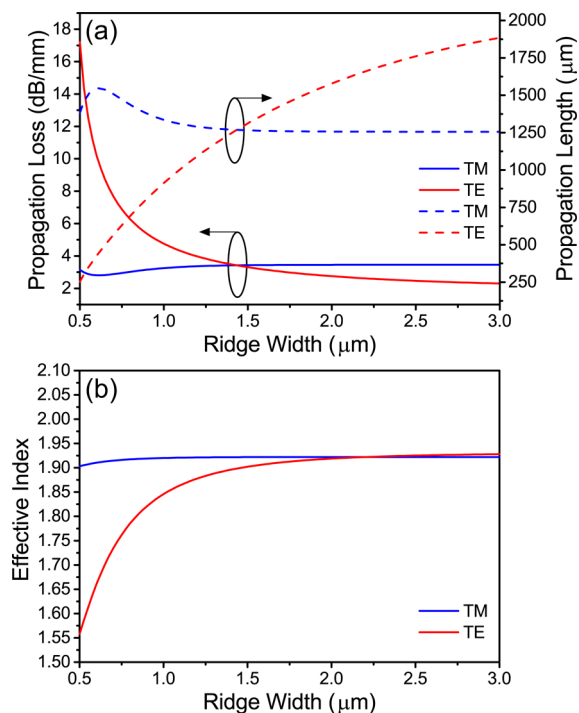 (a)
Propagation Loss (dB/mm)
18
16
14
12
10
8
6
4
2
2000
1750
1500
1250
1000
750
500
250
Propagation Length (μm)
TM
TE
TM
TE
0.5 1.0 1.5 2.0 2.5 3.0
Ridge Width (μm)
(b)
Effective Index
2.10
2.05
2.00
1.95
1.90
1.85
1.80
1.75
1.70
1.65
1.60
1.55
1.50
TM
TE
0.5 1.0 1.5 2.0 2.5 3.0
Ridge Width (μm)